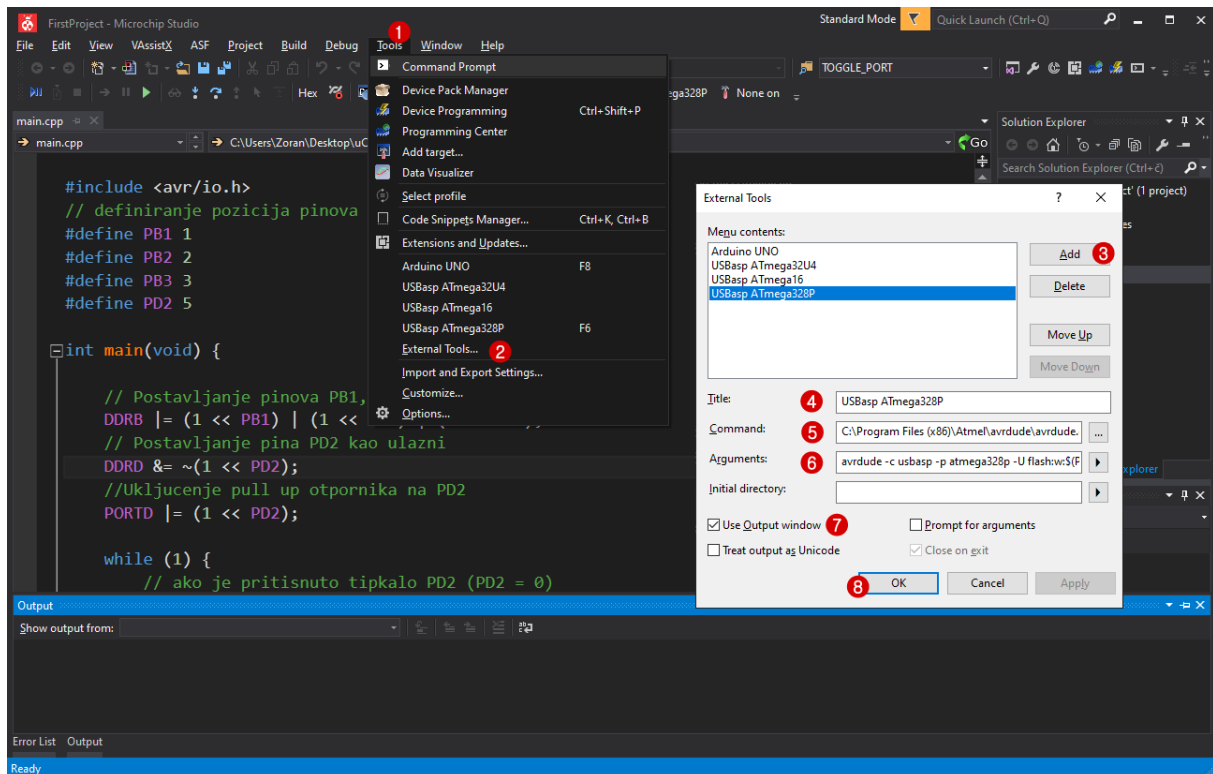 FirstProject - Microchip Studio
Standard Mode
Quick Launch (Ctrl+Q)
1
File Edit View VAssistX ASF Project Build Debug Tools Window Help
TOGGLE_PORT
Hex
ega328P None on
Command Prompt
Device Pack Manager
Device Programming Ctrl+Shift+P
Programming Center
Add target...
Data Visualizer
Select profile
Code Snippets Manager... Ctrl+K, Ctrl+B
Extensions and Updates...
Arduino UNO F8
USBasp ATmega32U4
USBasp ATmega16
USBasp ATmega328P F6
External Tools... 2
Import and Export Settings...
Customize...
Options...
main.cpp
main.cpp C:\Users\Zoran\Desktop\uC Go
#include <avr/io.h>
// definiranje pozicija pinova
#define PB1 1
#define PB2 2
#define PB3 3
#define PD2 5
int main(void) {
// Postavljanje pinova PB1,
DDRB |= (1 << PB1) | (1 <<
// Postavljanje pina PD2 kao ulazni
DDRD &= ~(1 << PD2);
//Ukljucenje pull up otpornika na PD2
PORTD |= (1 << PD2);
while (1) {
// ako je pritisnuto tipkalo PD2 (PD2 = 0)
Solution Explorer
Search Solution Explorer (Ctrl+č)
ct' (1 project)
es
xplorer
External Tools ?
Menu contents:
Arduino UNO
USBasp ATmega32U4
USBasp ATmega16
USBasp ATmega328P
Add 3
Delete
Move Up
Move Down
Title: 4 USBasp ATmega328P
Command: 5 C:\Program Files (x86)\Atmel\avrdude\avrdude. ...
Arguments: 6 avrdude -c usbasp -p atmega328p -U flash:w:$(P
Initial directory:
Use Output window 7 Prompt for arguments
Treat output as Unicode Close on exit
8 OK Cancel Apply
Output
Show output from:
Error List Output
Ready